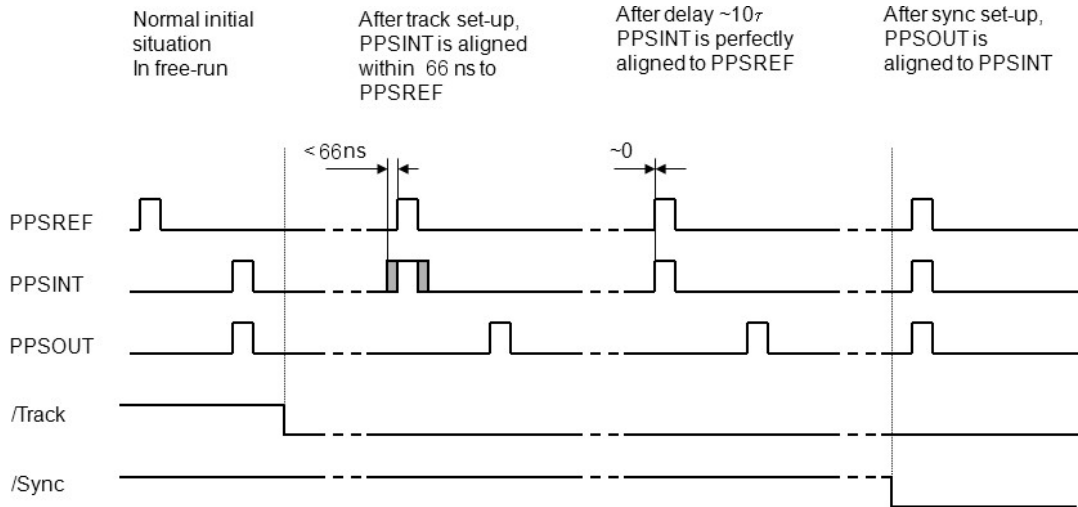 Normal initial
situation
In free-run
After track set-up,
PPSINT is aligned
within 66 ns to
PPSREF
After delay ~10τ
PPSINT is perfectly
aligned to PPSREF
After sync set-up,
PPSOUT is
aligned to PPSINT
<66ns
~0
PPSREF
PPSINT
PPSOUT
/Track
/Sync